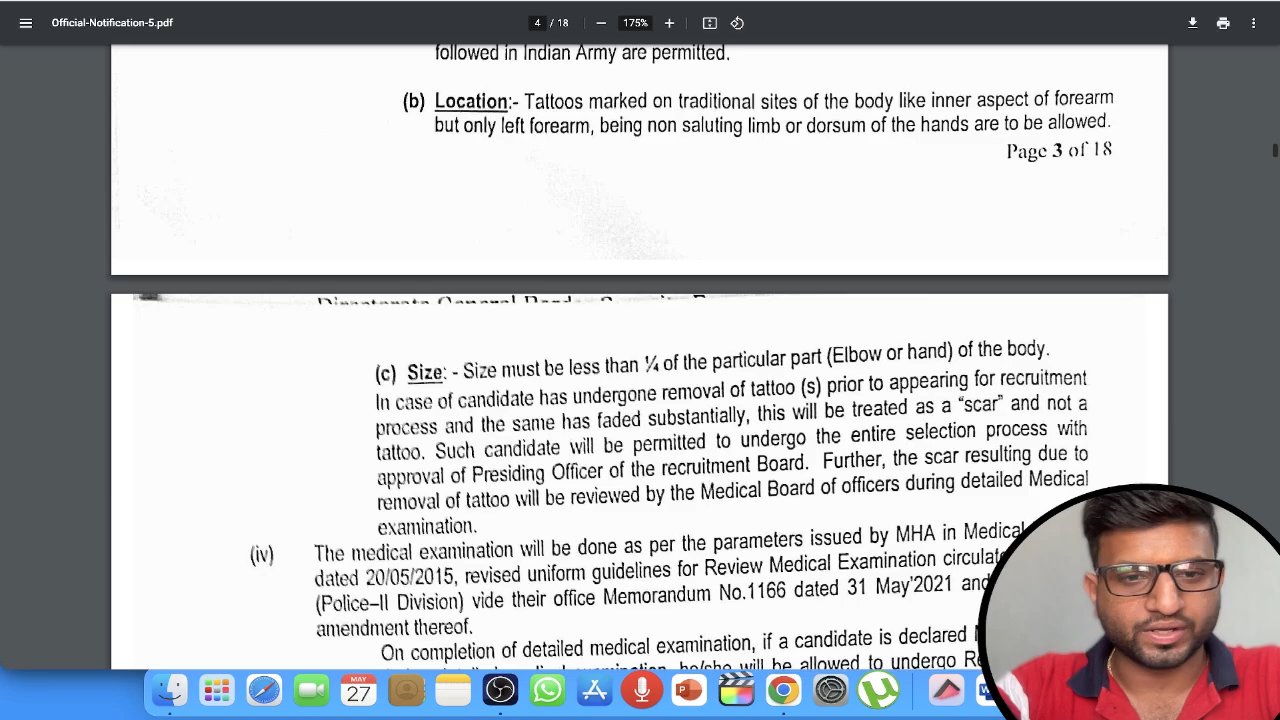 Official-Notification-5.pdf
4 / 18
175%
followed in Indian Army are permitted.
(b) Location:- Tattoos marked on traditional sites of the body like inner aspect of forearm
but only left forearm, being non saluting limb or dorsum of the hands are to be allowed.
Page 3 of 18
Directorate General
(c) Size: - Size must be less than ¼ of the particular part (Elbow or hand) of the body.
In case of candidate has undergone removal of tattoo (s) prior to appearing for recruitment
process and the same has faded substantially, this will be treated as a “scar” and not a
tattoo. Such candidate will be permitted to undergo the entire selection process with
approval of Presiding Officer of the recruitment Board. Further, the scar resulting due to
removal of tattoo will be reviewed by the Medical Board of officers during detailed Medical
examination.
(iv) The medical examination will be done as per the parameters issued by MHA in Medical
dated 20/05/2015, revised uniform guidelines for Review Medical Examination
(Police–II Division) vide their office Memorandum No.1166 dated 31 May'2021 and
amendment thereof.
On completion of detailed medical examination, if a candidate is declared
he/she will be allowed to undergo
MAY
27